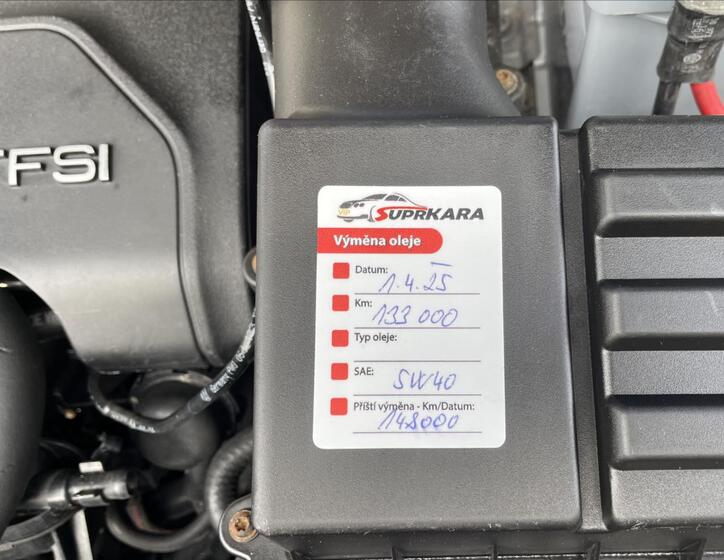 TFSI
VIP SUPRKARA
Výměna oleje
Datum: 1.4.25
Km: 133 000
Typ oleje:
SAE: 5W40
Příští výměna - Km/Datum:
148000